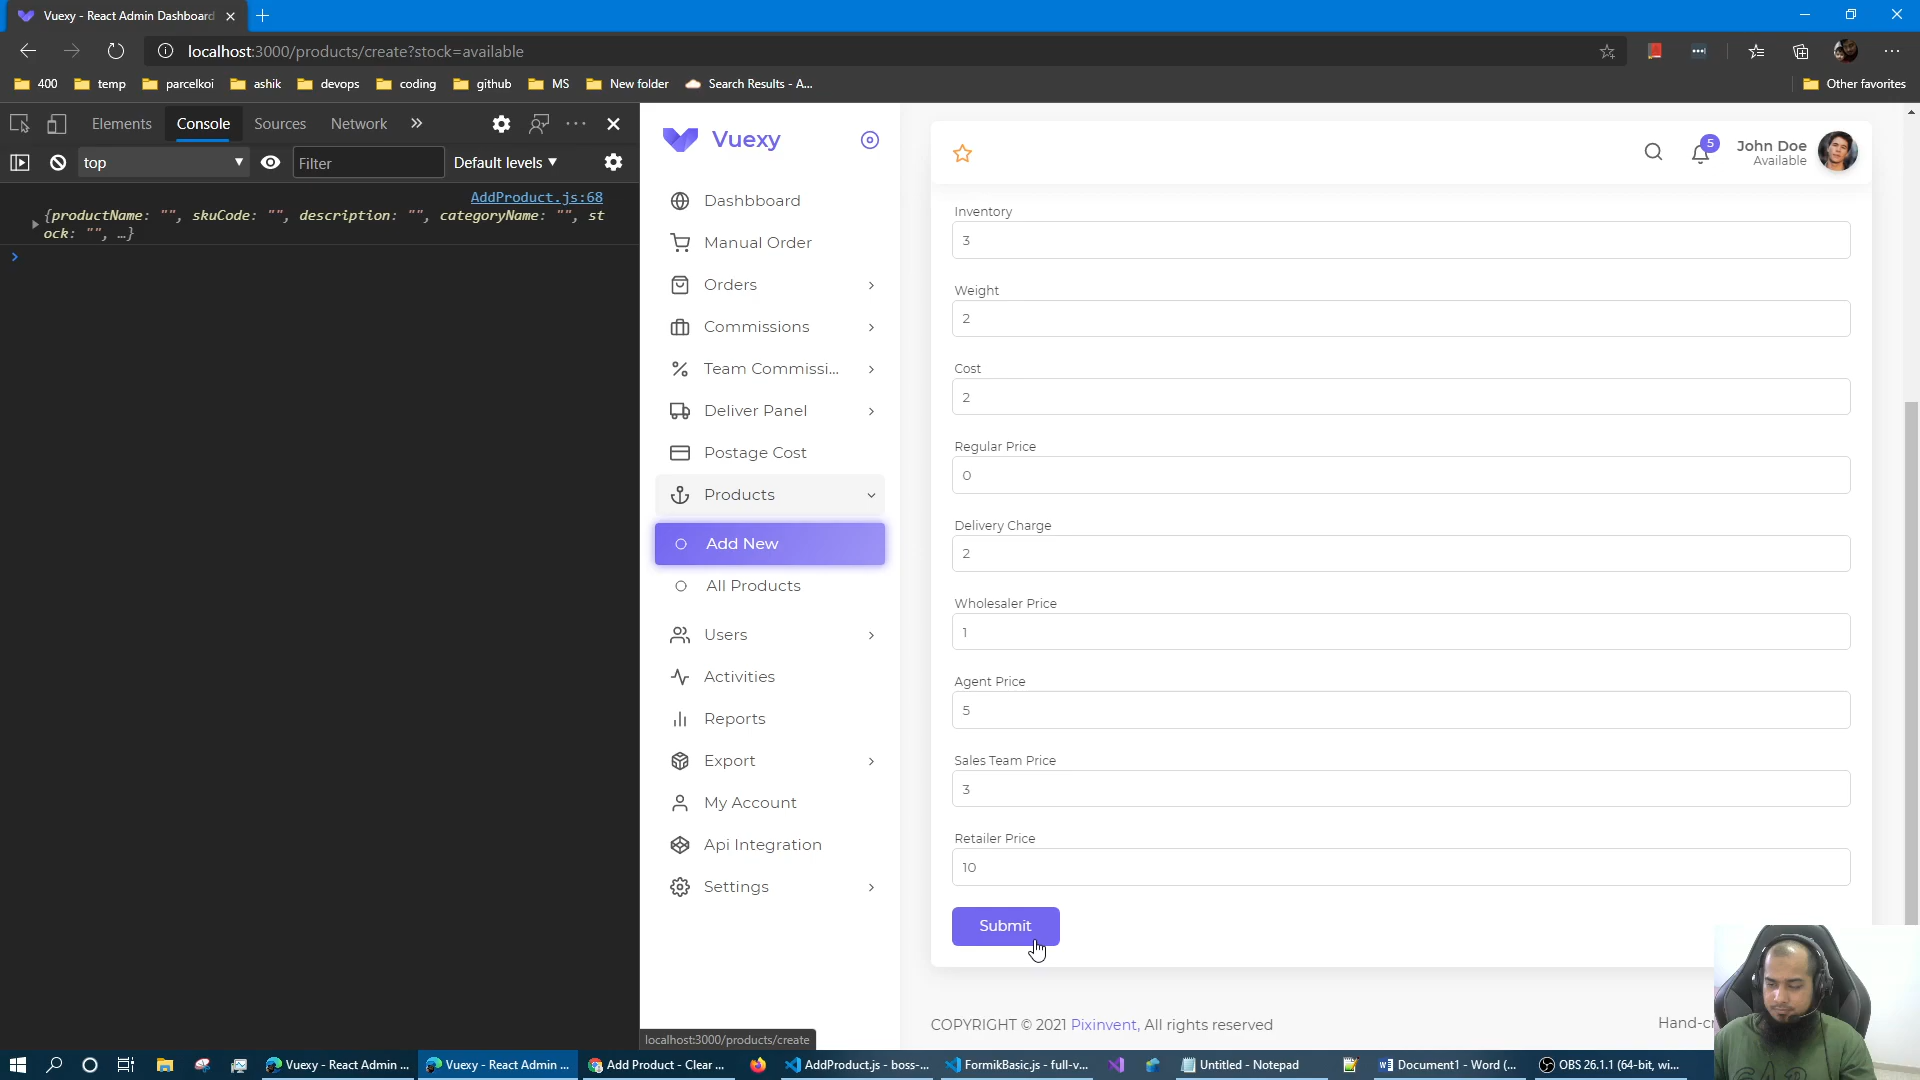 Vuexy - React Admin Dashboard
localhost:3000/products/create?stock=available
400 temp parcelkoi ashik devops coding github MS New folder Search Results - A... Other favorites
Elements Console Sources Network
top Filter Default levels
AddProduct.js:68
{productName: "", skuCode: "", description: "", categoryName: "", st
ock: "", …}
Vuexy
Dashboard
Manual Order
Orders
Commissions
Team Commissi...
Deliver Panel
Postage Cost
Products
Add New
All Products
Users
Activities
Reports
Export
My Account
Api Integration
Settings
5
John Doe
Available
Inventory
3
Weight
2
Cost
2
Regular Price
0
Delivery Charge
2
Wholesaler Price
1
Agent Price
5
Sales Team Price
3
Retailer Price
10
Submit
COPYRIGHT © 2021 Pixinvent, All rights reserved
Hand-cr
localhost:3000/products/create
Vuexy - React Admin ... Vuexy - React Admin ... Add Product - Clear ... AddProduct.js - boss-... FormikBasic.js - full-v... Untitled - Notepad Document1 - Word (... OBS 26.1.1 (64-bit, wi...